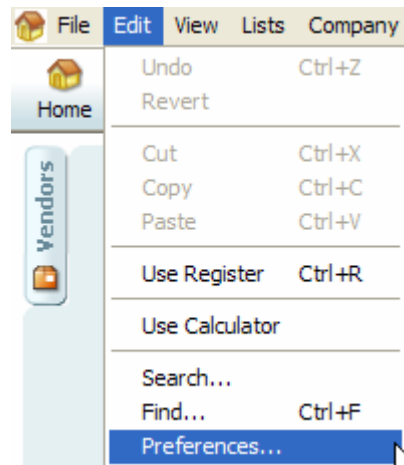 File Edit View Lists Company
Home
Undo Ctrl+Z
Revert
Cut Ctrl+X
Copy Ctrl+C
Paste Ctrl+V
Vendors
Use Register Ctrl+R
Use Calculator
Search...
Find... Ctrl+F
Preferences...